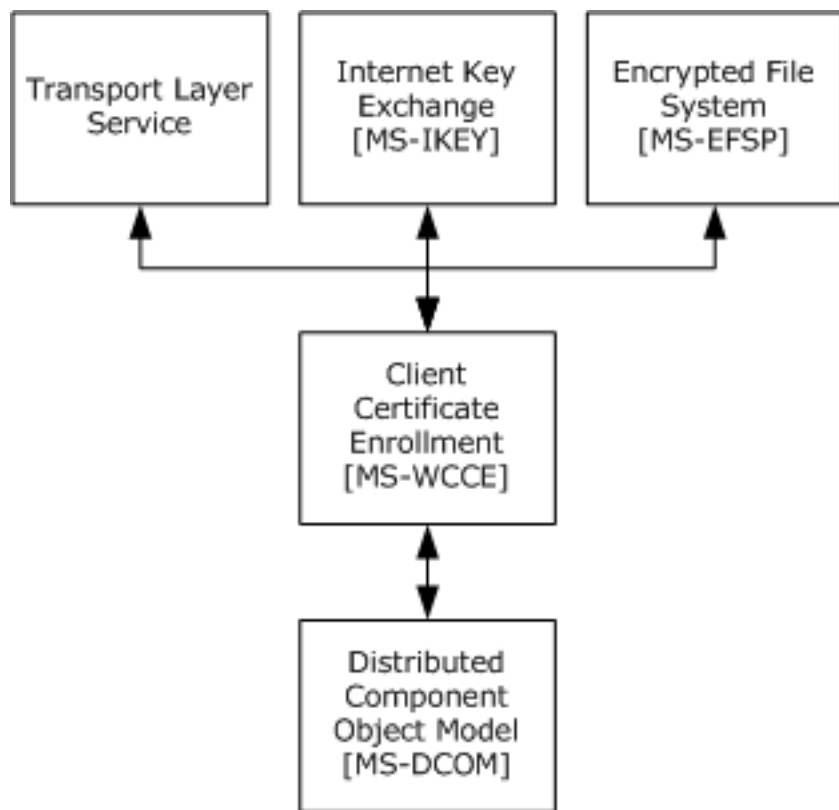 Transport Layer
Service
Internet Key
Exchange
[MS-IKEY]
Encrypted File
System
[MS-EFSP]
Client
Certificate
Enrollment
[MS-WCCE]
Distributed
Component
Object Model
[MS-DCOM]